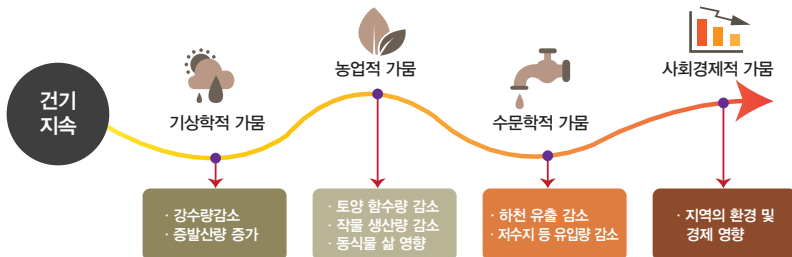 건기
지속
기상학적 가뭄
농업적 가뭄
수문학적 가뭄
사회경제적 가뭄
· 강수량감소
· 증발산량 증가
· 토양 함수량 감소
· 작물 생산량 감소
· 동식물 삶 영향
· 하천 유출 감소
· 저수지 등 유입량 감소
· 지역의 환경 및
경제 영향